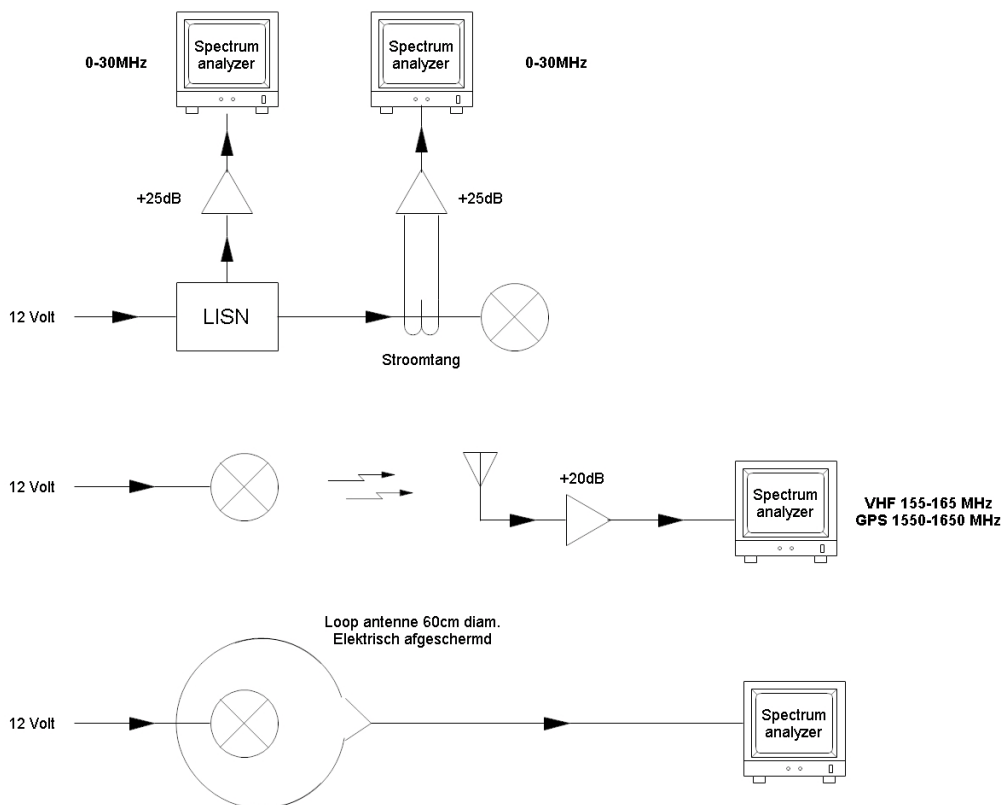 Spectrum
analyzer
0-30MHz
Spectrum
analyzer
0-30MHz
+25dB
+25dB
12 Volt
LISN
Stroomtang
12 Volt
+20dB
Spectrum
analyzer
VHF 155-165 MHz
GPS 1550-1650 MHz
Loop antenne 60cm diam.
Elektrisch afgeschermd
12 Volt
Spectrum
analyzer